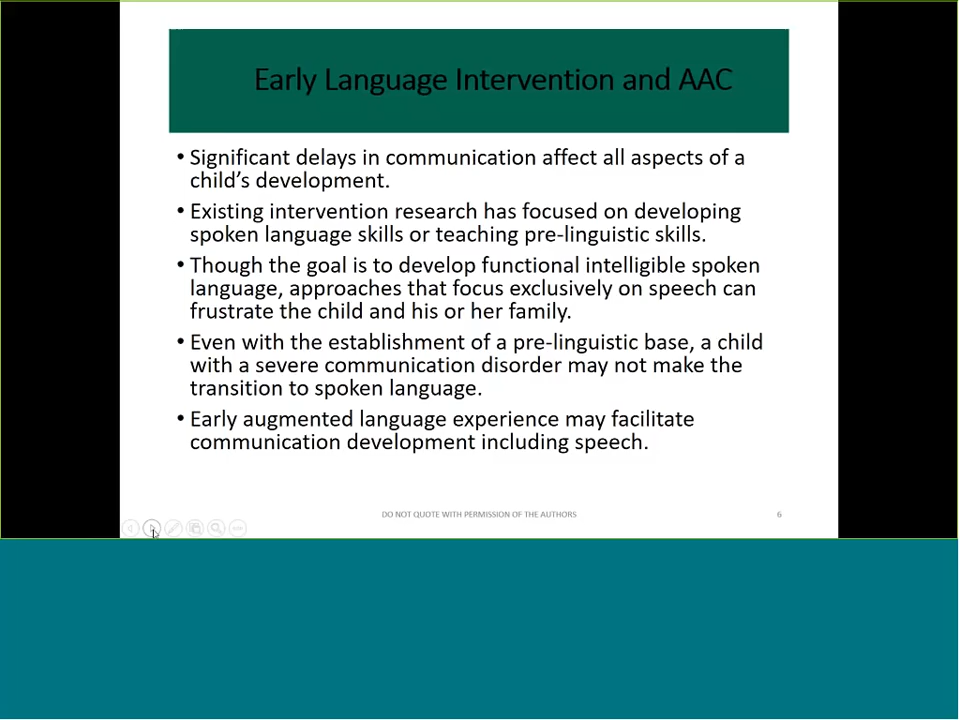 Early Language Intervention and AAC
• Significant delays in communication affect all aspects of a
child's development.
• Existing intervention research has focused on developing
spoken language skills or teaching pre-linguistic skills.
• Though the goal is to develop functional intelligible spoken
language, approaches that focus exclusively on speech can
frustrate the child and his or her family.
• Even with the establishment of a pre-linguistic base, a child
with a severe communication disorder may not make the
transition to spoken language.
• Early augmented language experience may facilitate
communication development including speech.
DO NOT QUOTE WITH PERMISSION OF THE AUTHORS
6